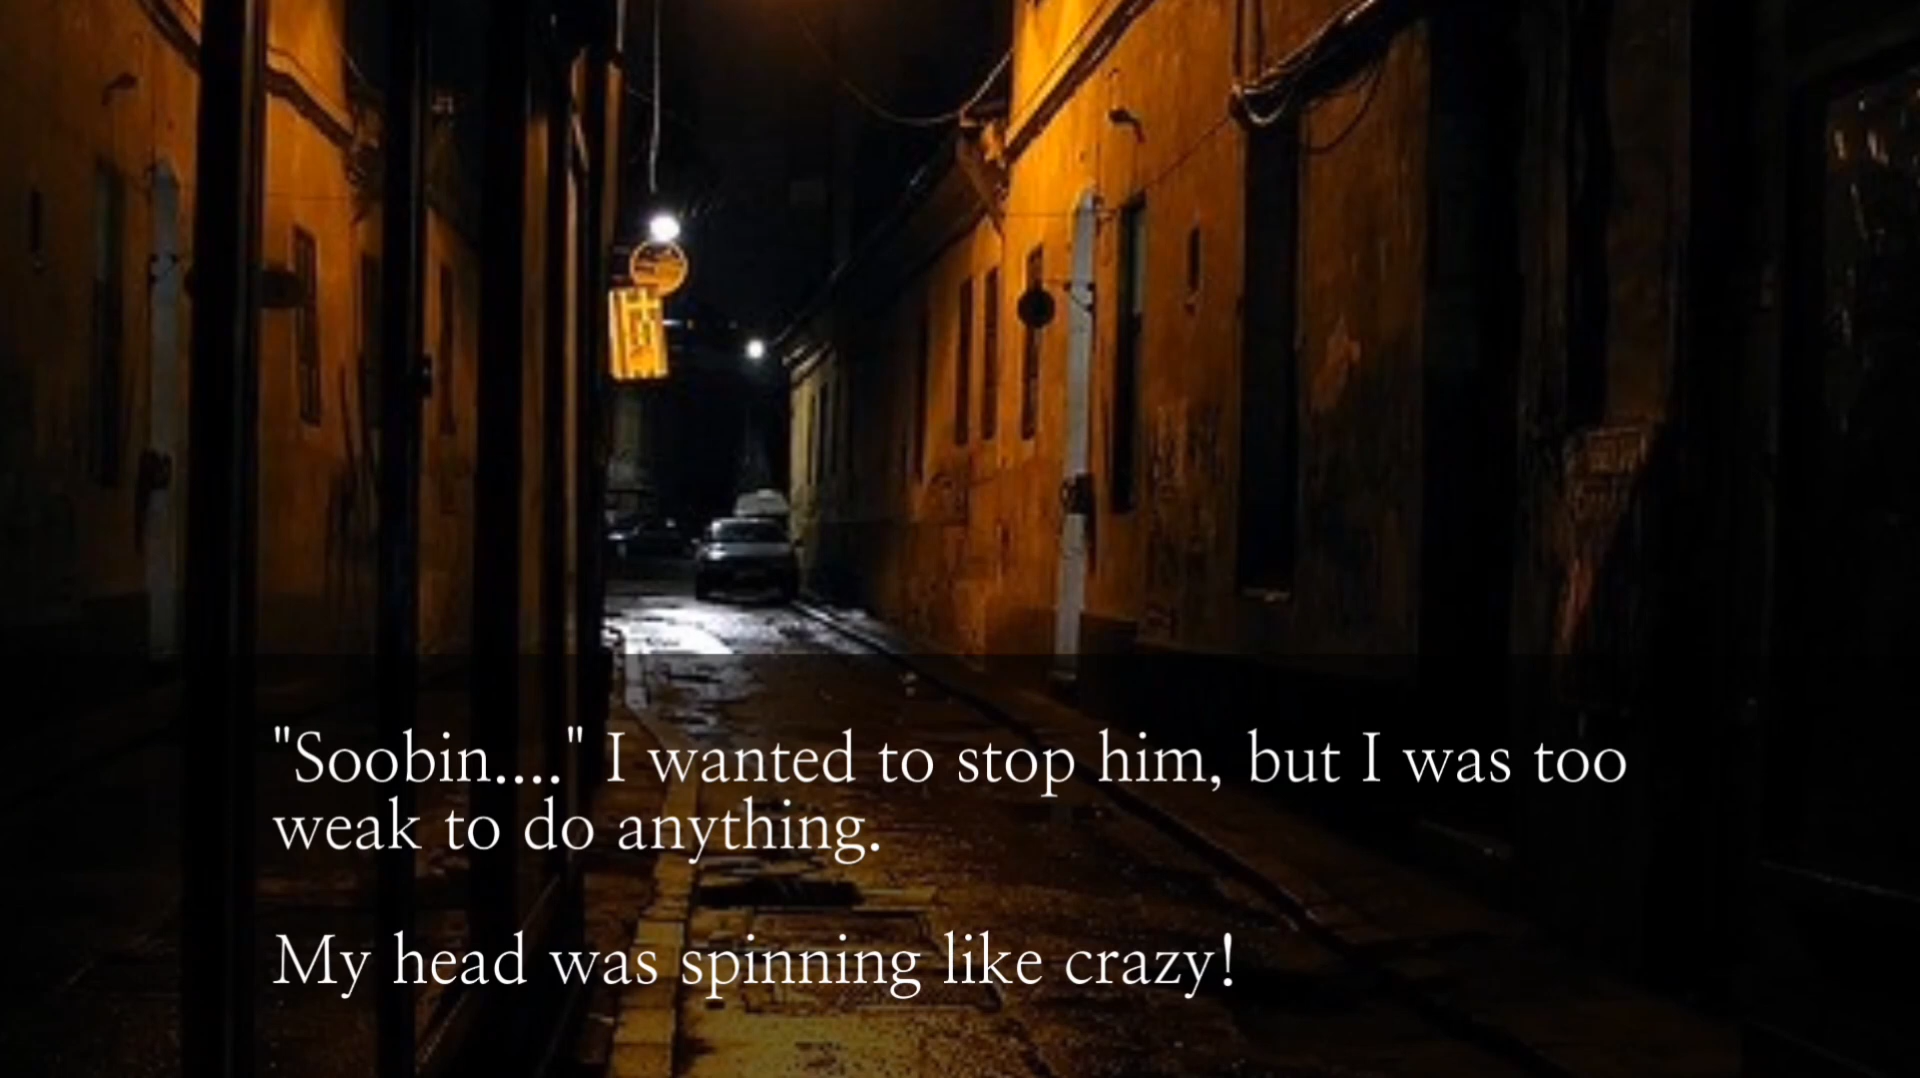 "Soobin...." I wanted to stop him, but I was too
weak to do anything.
My head was spinning like crazy!